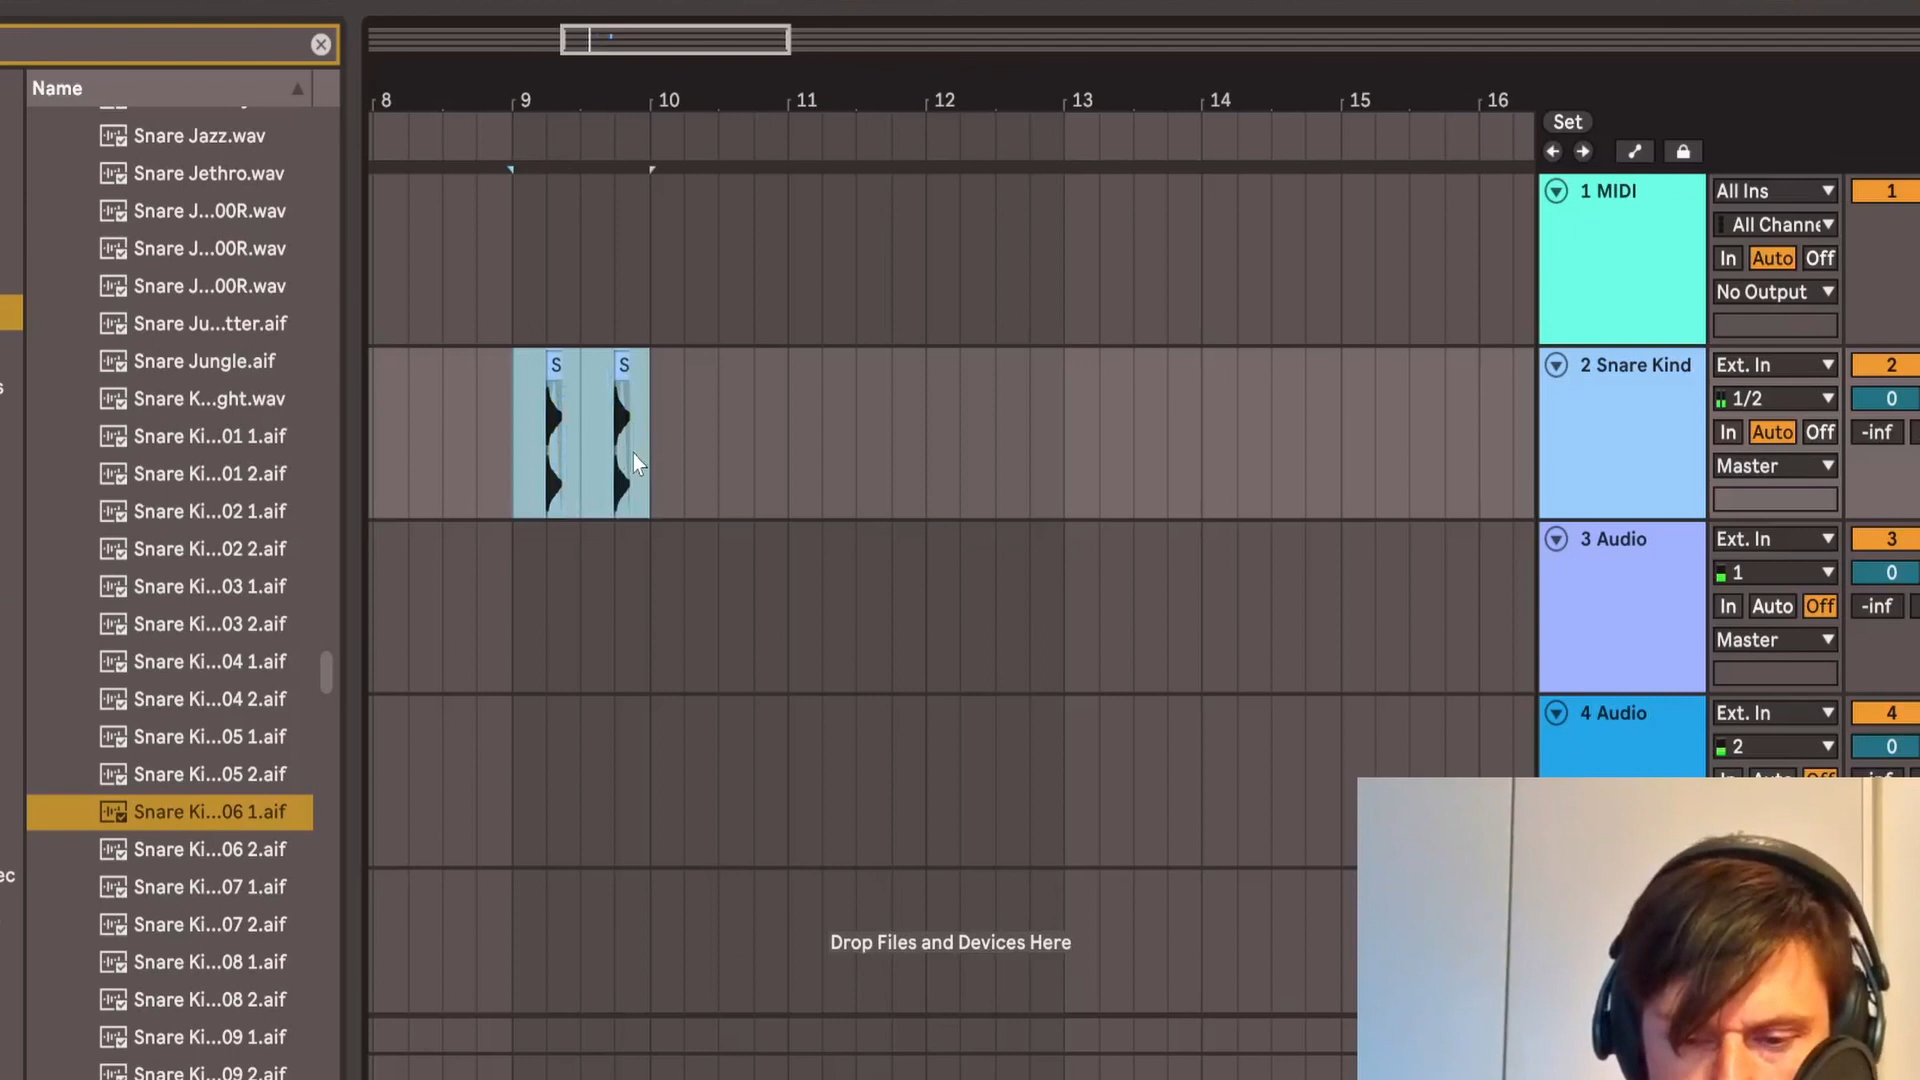 Name
Snare Jazz.wav
Snare Jethro.wav
Snare J...00R.wav
Snare J...00R.wav
Snare J...00R.wav
Snare Ju...tter.aif
Snare Jungle.aif
Snare K...ght.wav
Snare Ki...01 1.aif
Snare Ki...01 2.aif
Snare Ki...02 1.aif
Snare Ki...02 2.aif
Snare Ki...03 1.aif
Snare Ki...03 2.aif
Snare Ki...04 1.aif
Snare Ki...04 2.aif
Snare Ki...05 1.aif
Snare Ki...05 2.aif
Snare Ki...06 1.aif
Snare Ki...06 2.aif
Snare Ki...07 1.aif
Snare Ki...07 2.aif
Snare Ki...08 1.aif
Snare Ki...08 2.aif
Snare Ki...09 1.aif
Snare Ki...09 2.aif
s
ec
8 9 10 11 12 13 14 15 16
S S
Drop Files and Devices Here
Set
1 MIDI All Ins 1
All Channe
In Auto Off
No Output
2 Snare Kind Ext. In 2
1/2 0
In Auto Off -inf
Master
3 Audio Ext. In 3
1 0
In Auto Off -inf
Master
4 Audio Ext. In 4
2 0
In Auto Off